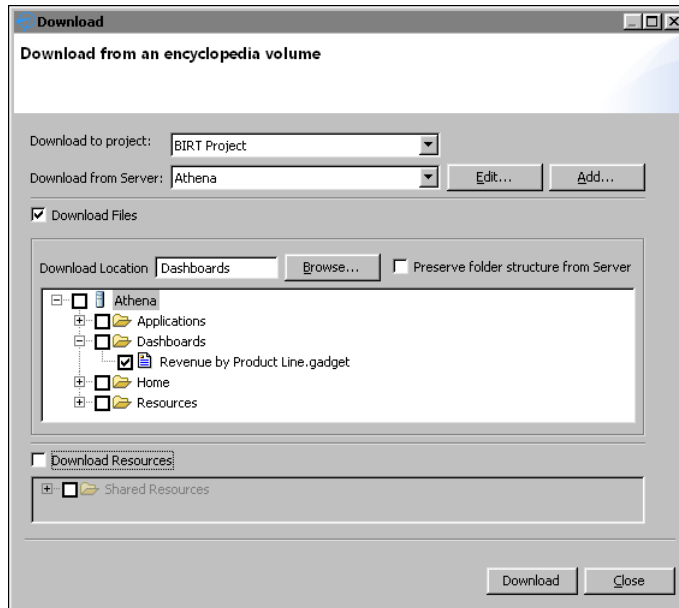 Download
Download from an encyclopedia volume
Download to project: BIRT Project
Download from Server: Athena Edit... Add...
Download Files
Download Location Dashboards Browse... Preserve folder structure from Server
Athena
Applications
Dashboards
Revenue by Product Line.gadget
Home
Resources
Download Resources
Shared Resources
Download Close